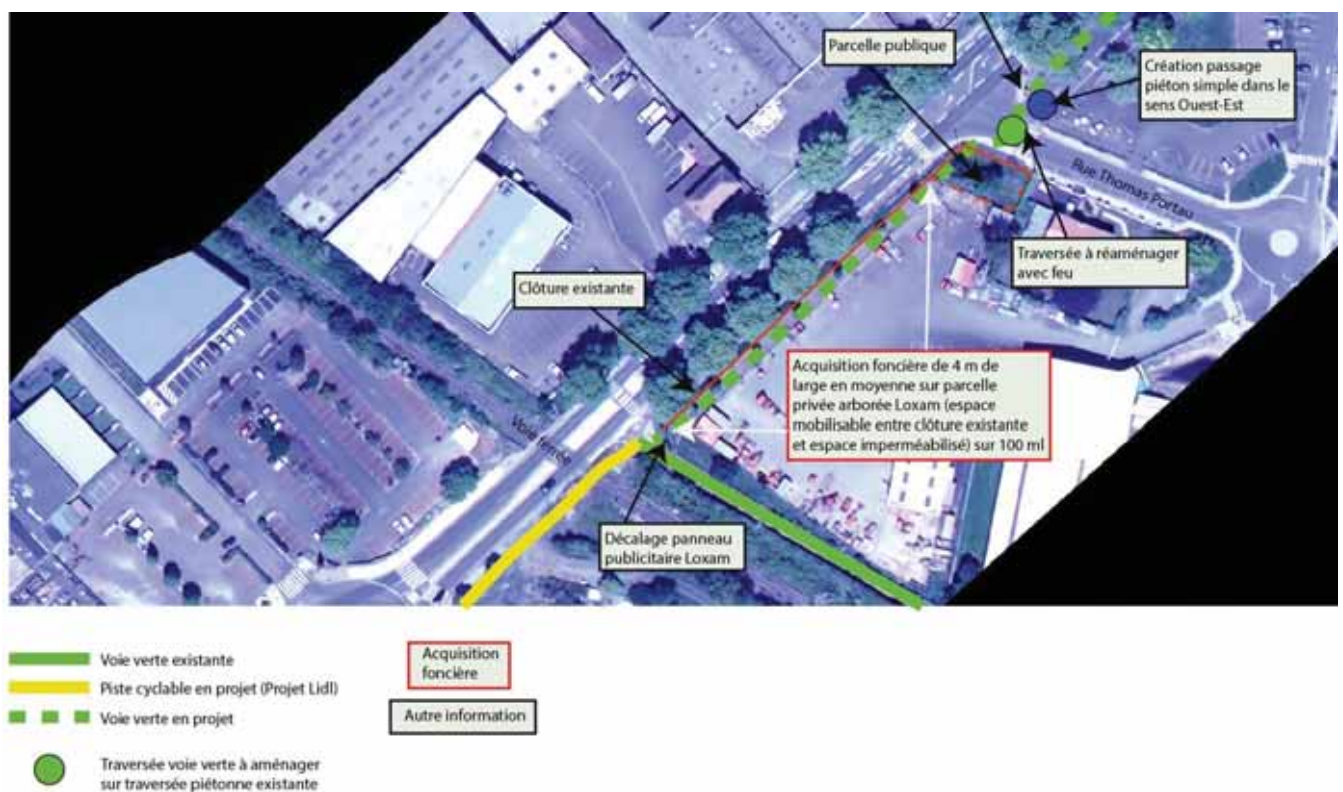 Parcelle publique
Création passage
piéton simple dans le
sens Ouest-Est
Rue Thomas Portau
Traversée à réaménager
avec feu
Clôture existante
Acquisition foncière de 4 m de
large en moyenne sur parcelle
privée arborée Loxam (espace
mobilisable entre clôture existante
et espace imperméabilisé) sur 100 ml
Voie ferrée
Décalage panneau
publicitaire Loxam
Voie verte existante
Piste cyclable en projet (Projet Lidl)
Voie verte en projet
Traversée voie verte à aménager
sur traversée piétonne existante
Acquisition
foncière
Autre information